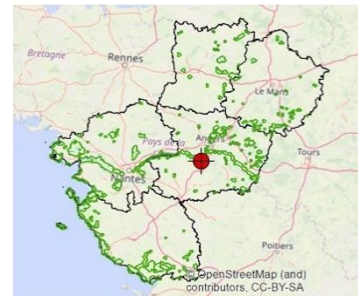 Bretagne
Rennes
Le Mans
Pays de la
Angers
Nantes
Tours
Poitiers
© OpenStreetMap (and)
contributors, CC-BY-SA